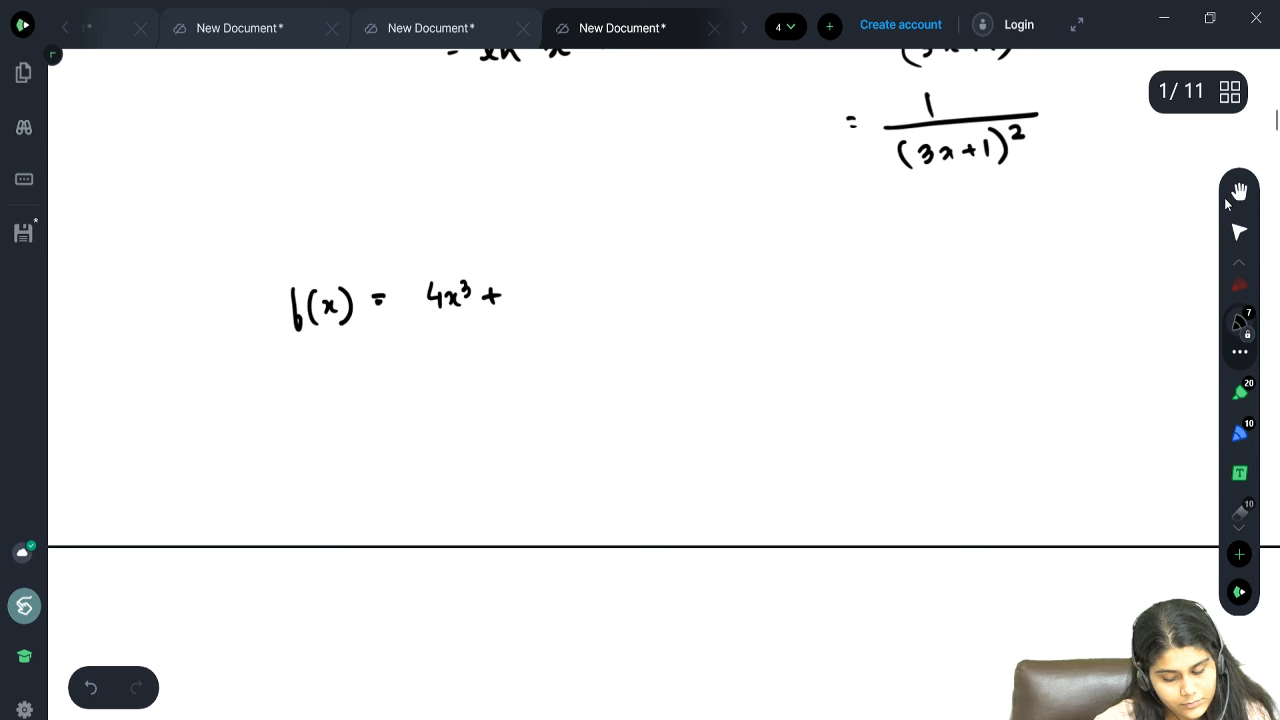 New Document*
New Document*
New Document*
4
Create account
Login
1/ 11
= 1/(3x+1)²
f(x) = 4x³ +
7
20
10
T
10